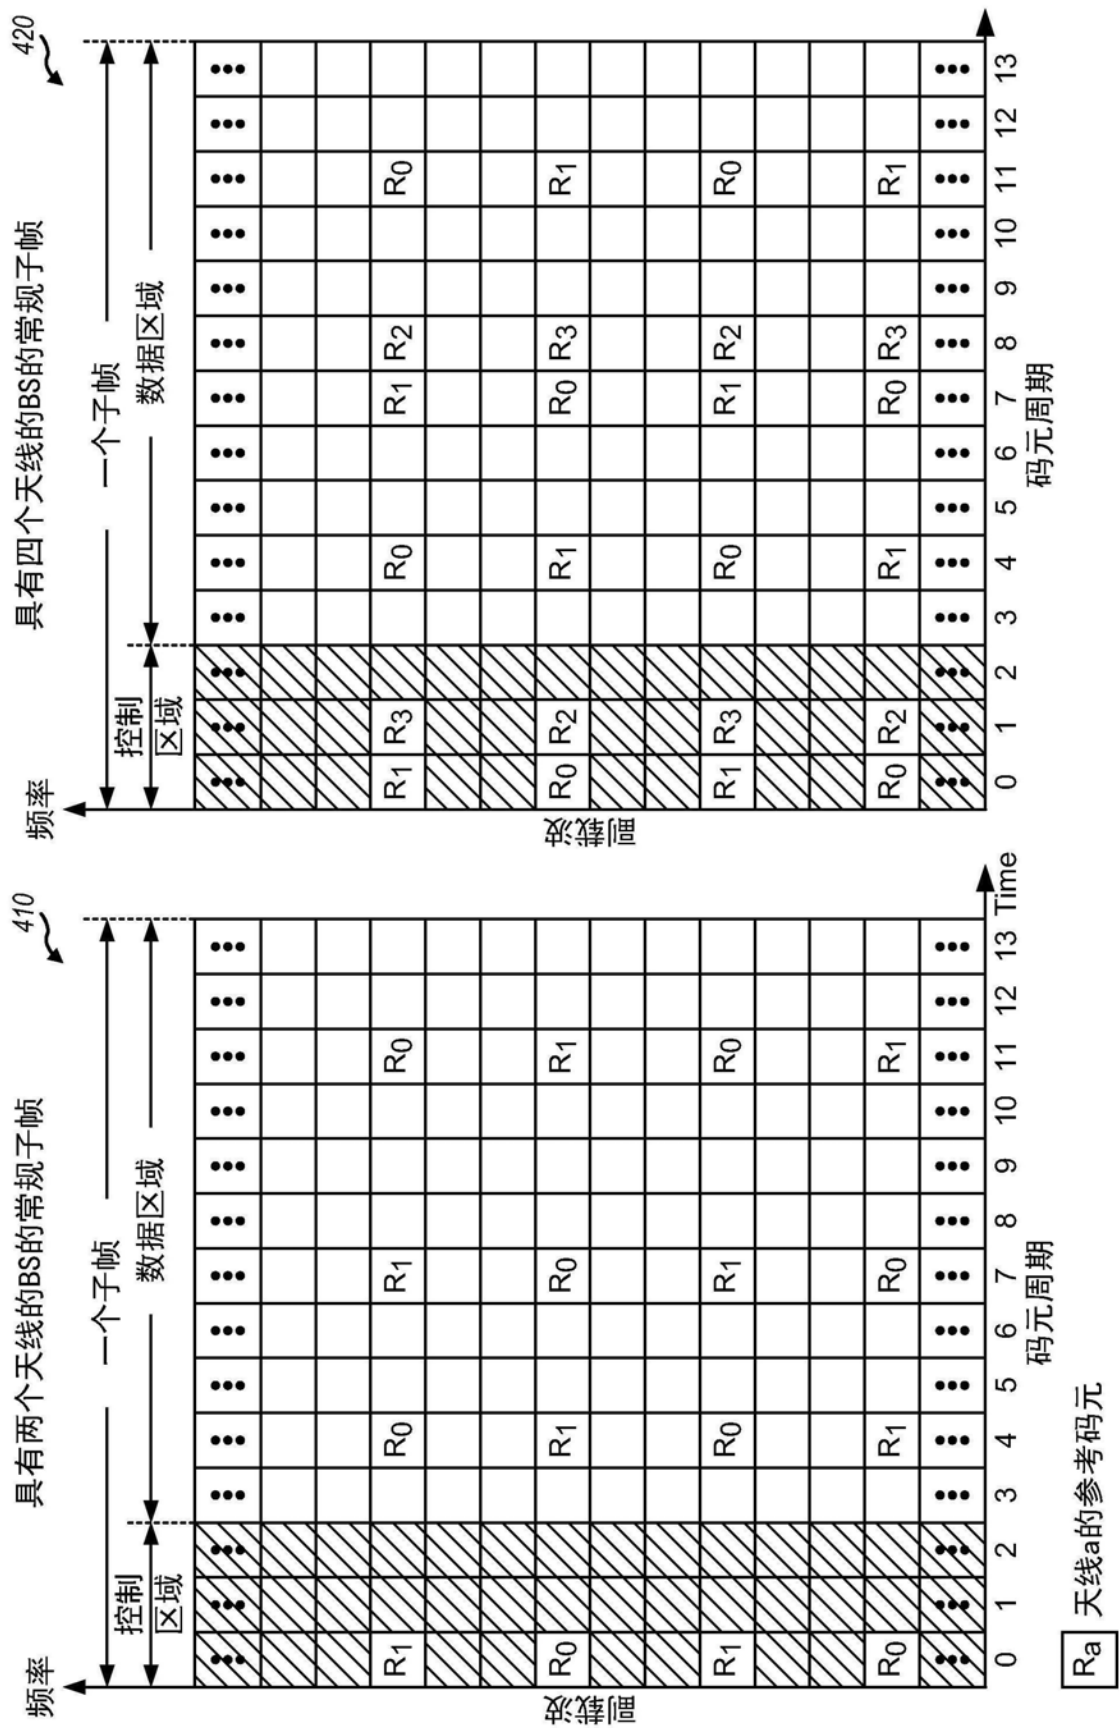 具有两个天线的BS的常规子帧
410
频率
一个子帧
控制
区域
数据区域
副载波
R1 R0 R1 R0
R0 R1 R0 R1
R1 R0 R1 R0
R0 R1 R0 R1
0 1 2 3 4 5 6 7 8 9 10 11 12 13 Time
码元周期
具有四个天线的BS的常规子帧
420
频率
一个子帧
控制
区域
数据区域
副载波
R1 R3 R0 R1 R2 R0
R0 R2 R1 R0 R3 R1
R1 R3 R0 R1 R2 R0
R0 R2 R1 R0 R3 R1
0 1 2 3 4 5 6 7 8 9 10 11 12 13
码元周期
Ra 天线a的参考码元